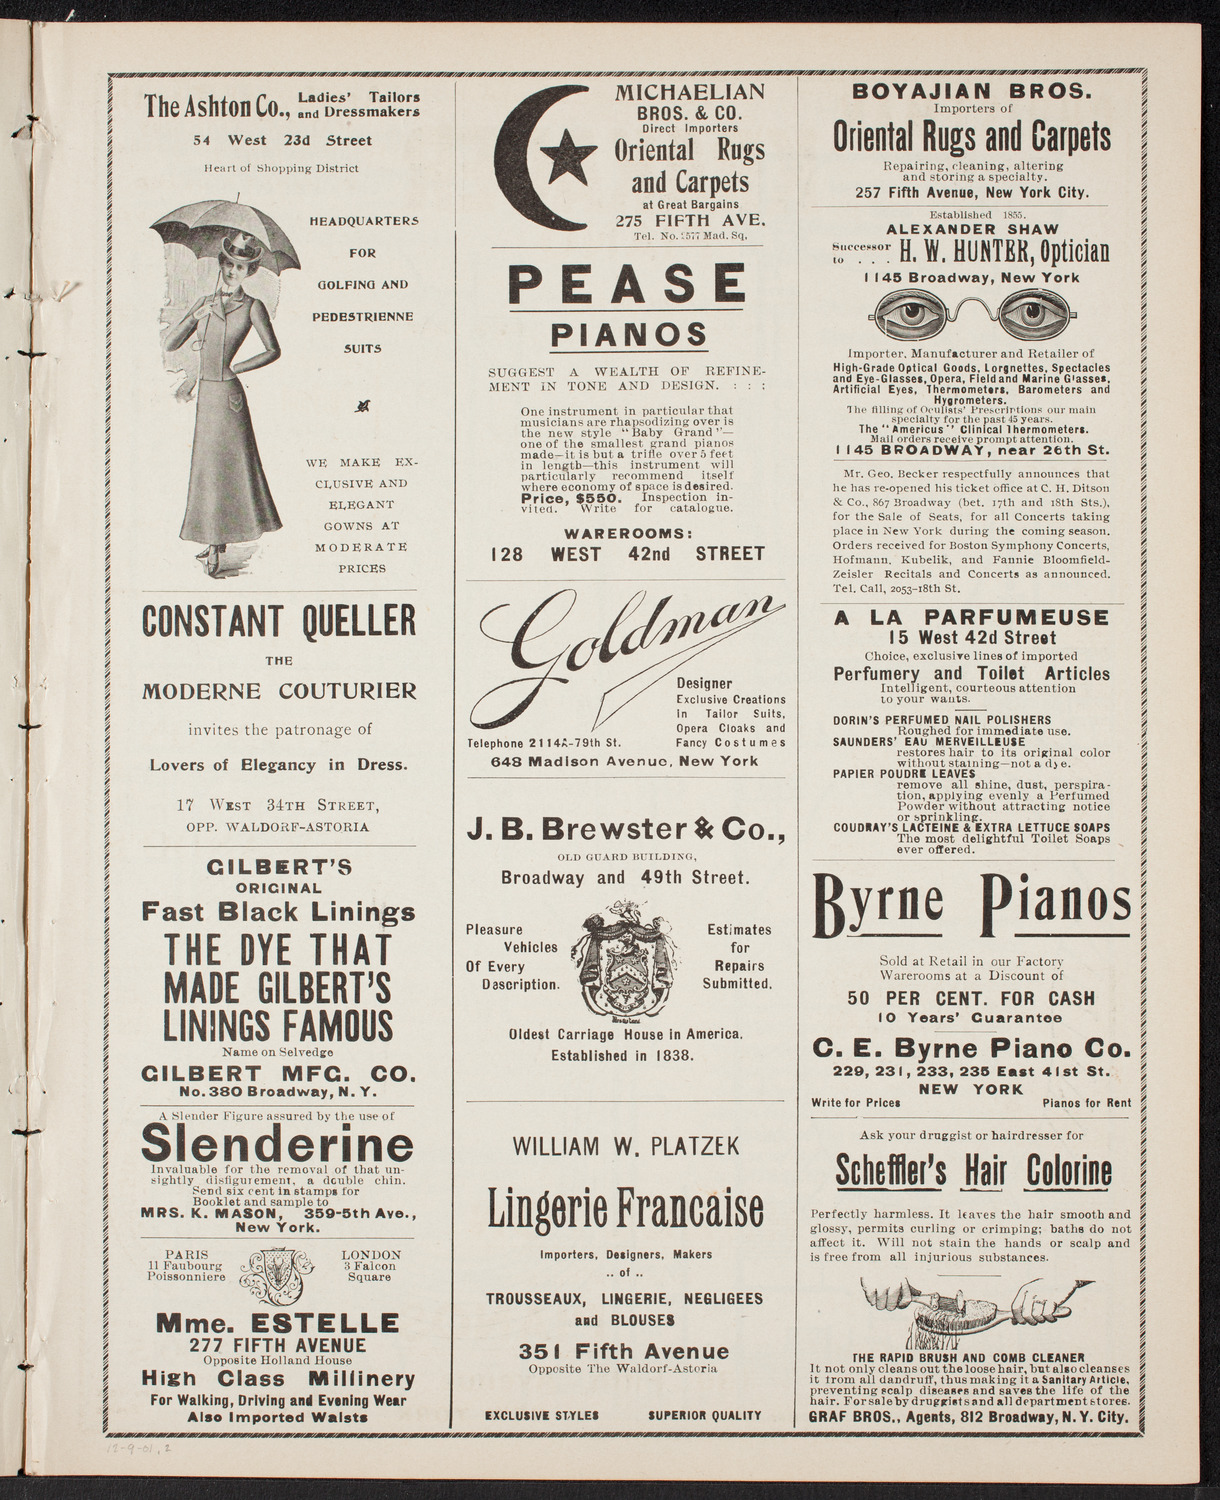 The Ashton Co., Ladies' Tailors and Dressmakers
54 West 23d Street
Heart of Shopping District
HEADQUARTERS
FOR
GOLFING AND
PEDESTRIENNE
SUITS
WE MAKE EX-
CLUSIVE AND
ELEGANT
GOWNS AT
MODERATE
PRICES
CONSTANT QUELLER
THE
MODERNE COUTURIER
invites the patronage of
Lovers of Elegancy in Dress.
17 WEST 34TH STREET,
OPP. WALDORF-ASTORIA
GILBERT'S
ORIGINAL
Fast Black Linings
THE DYE THAT
MADE GILBERT'S
LININGS FAMOUS
Name on Selvedge
GILBERT MFG. CO.
No. 380 Broadway, N. Y.
A Slender Figure assured by the use of
Slenderine
Invaluable for the removal of that un-
sightly disfigurement, a double chin.
Send six cent in stamps for
Booklet and sample to
MRS. K. MASON, 359-5th Ave.,
New York.
PARIS
11 Faubourg
Poissonniere
LONDON
3 Falcon
Square
Mme. ESTELLE
277 FIFTH AVENUE
Opposite Holland House
High Class Millinery
For Walking, Driving and Evening Wear
Also Imported Waists
12-9-01, 2
MICHAELIAN
BROS. & CO.
Direct Importers
Oriental Rugs
and Carpets
at Great Bargains
275 FIFTH AVE.
Tel. No. 1577 Mad. Sq.
PEASE
PIANOS
SUGGEST A WEALTH OF REFINE-
MENT IN TONE AND DESIGN. : : :
One instrument in particular that
musicians are rhapsodizing over is
the new style "Baby Grand"—
one of the smallest grand pianos
made—it is but a trifle over 5 feet
in length—this instrument will
particularly recommend itself
where economy of space is desired.
Price, $550. Inspection in-
vited. Write for catalogue.
WAREROOMS:
128 WEST 42nd STREET
Goldman
Designer
Exclusive Creations
In Tailor Suits,
Opera Cloaks and
Telephone 2114A-79th St. Fancy Costumes
648 Madison Avenue, New York
J. B. Brewster & Co.,
OLD GUARD BUILDING,
Broadway and 49th Street.
Pleasure
Vehicles
Of Every
Description.
Estimates
for
Repairs
Submitted.
Oldest Carriage House in America.
Established in 1838.
WILLIAM W. PLATZEK
Lingerie Francaise
Importers, Designers, Makers
.. of ..
TROUSSEAUX, LINGERIE, NEGLIGEES
and BLOUSES
351 Fifth Avenue
Opposite The Waldorf-Astoria
EXCLUSIVE STYLES SUPERIOR QUALITY
BOYAJIAN BROS.
Importers of
Oriental Rugs and Carpets
Repairing, cleaning, altering
and storing a specialty.
257 Fifth Avenue, New York City.
Established 1855.
ALEXANDER SHAW
Successor to . . . H. W. HUNTER, Optician
1145 Broadway, New York
Importer, Manufacturer and Retailer of
High-Grade Optical Goods, Lorgnettes, Spectacles
and Eye-Glasses, Opera, Field and Marine Glasses,
Artificial Eyes, Thermometers, Barometers and
Hygrometers.
The filling of Oculists' Prescriptions our main
specialty for the past 45 years.
The "Americus" Clinical Thermometers.
Mail orders receive prompt attention.
1145 BROADWAY, near 26th St.
Mr. Geo. Becker respectfully announces that
he has re-opened his ticket office at C. H. Ditson
& Co., 867 Broadway (bet. 17th and 18th Sts.),
for the Sale of Seats, for all Concerts taking
place in New York during the coming season.
Orders received for Boston Symphony Concerts,
Hofmann, Kubelik, and Fannie Bloomfield-
Zeisler Recitals and Concerts as announced.
Tel. Call, 2053-18th St.
A LA PARFUMEUSE
15 West 42d Street
Choice, exclusive lines of imported
Perfumery and Toilet Articles
Intelligent, courteous attention
to your wants.
DORIN'S PERFUMED NAIL POLISHERS
Roughed for immediate use.
SAUNDERS' EAU MERVEILLEUSE
restores hair to its original color
without staining—not a dye.
PAPIER POUDRE LEAVES
remove all shine, dust, perspira-
tion, applying evenly a Perfumed
Powder without attracting notice
or sprinkling.
COUDRAY'S LACTEINE & EXTRA LETTUCE SOAPS
The most delightful Toilet Soaps
ever offered.
Byrne Pianos
Sold at Retail in our Factory
Warerooms at a Discount of
50 PER CENT. FOR CASH
10 Years' Guarantee
C. E. Byrne Piano Co.
229, 231, 233, 235 East 41st St.
NEW YORK
Write for Prices Pianos for Rent
Ask your druggist or hairdresser for
Scheffler's Hair Colorine
Perfectly harmless. It leaves the hair smooth and
glossy, permits curling or crimping; baths do not
affect it. Will not stain the hands or scalp and
is free from all injurious substances.
THE RAPID BRUSH AND COMB CLEANER
It not only cleans out the loose hair, but also cleanses
it from all dandruff, thus making it a Sanitary Article,
preventing scalp diseases and saves the life of the
hair. For sale by druggists and all department stores.
GRAF BROS., Agents, 812 Broadway, N. Y. City.